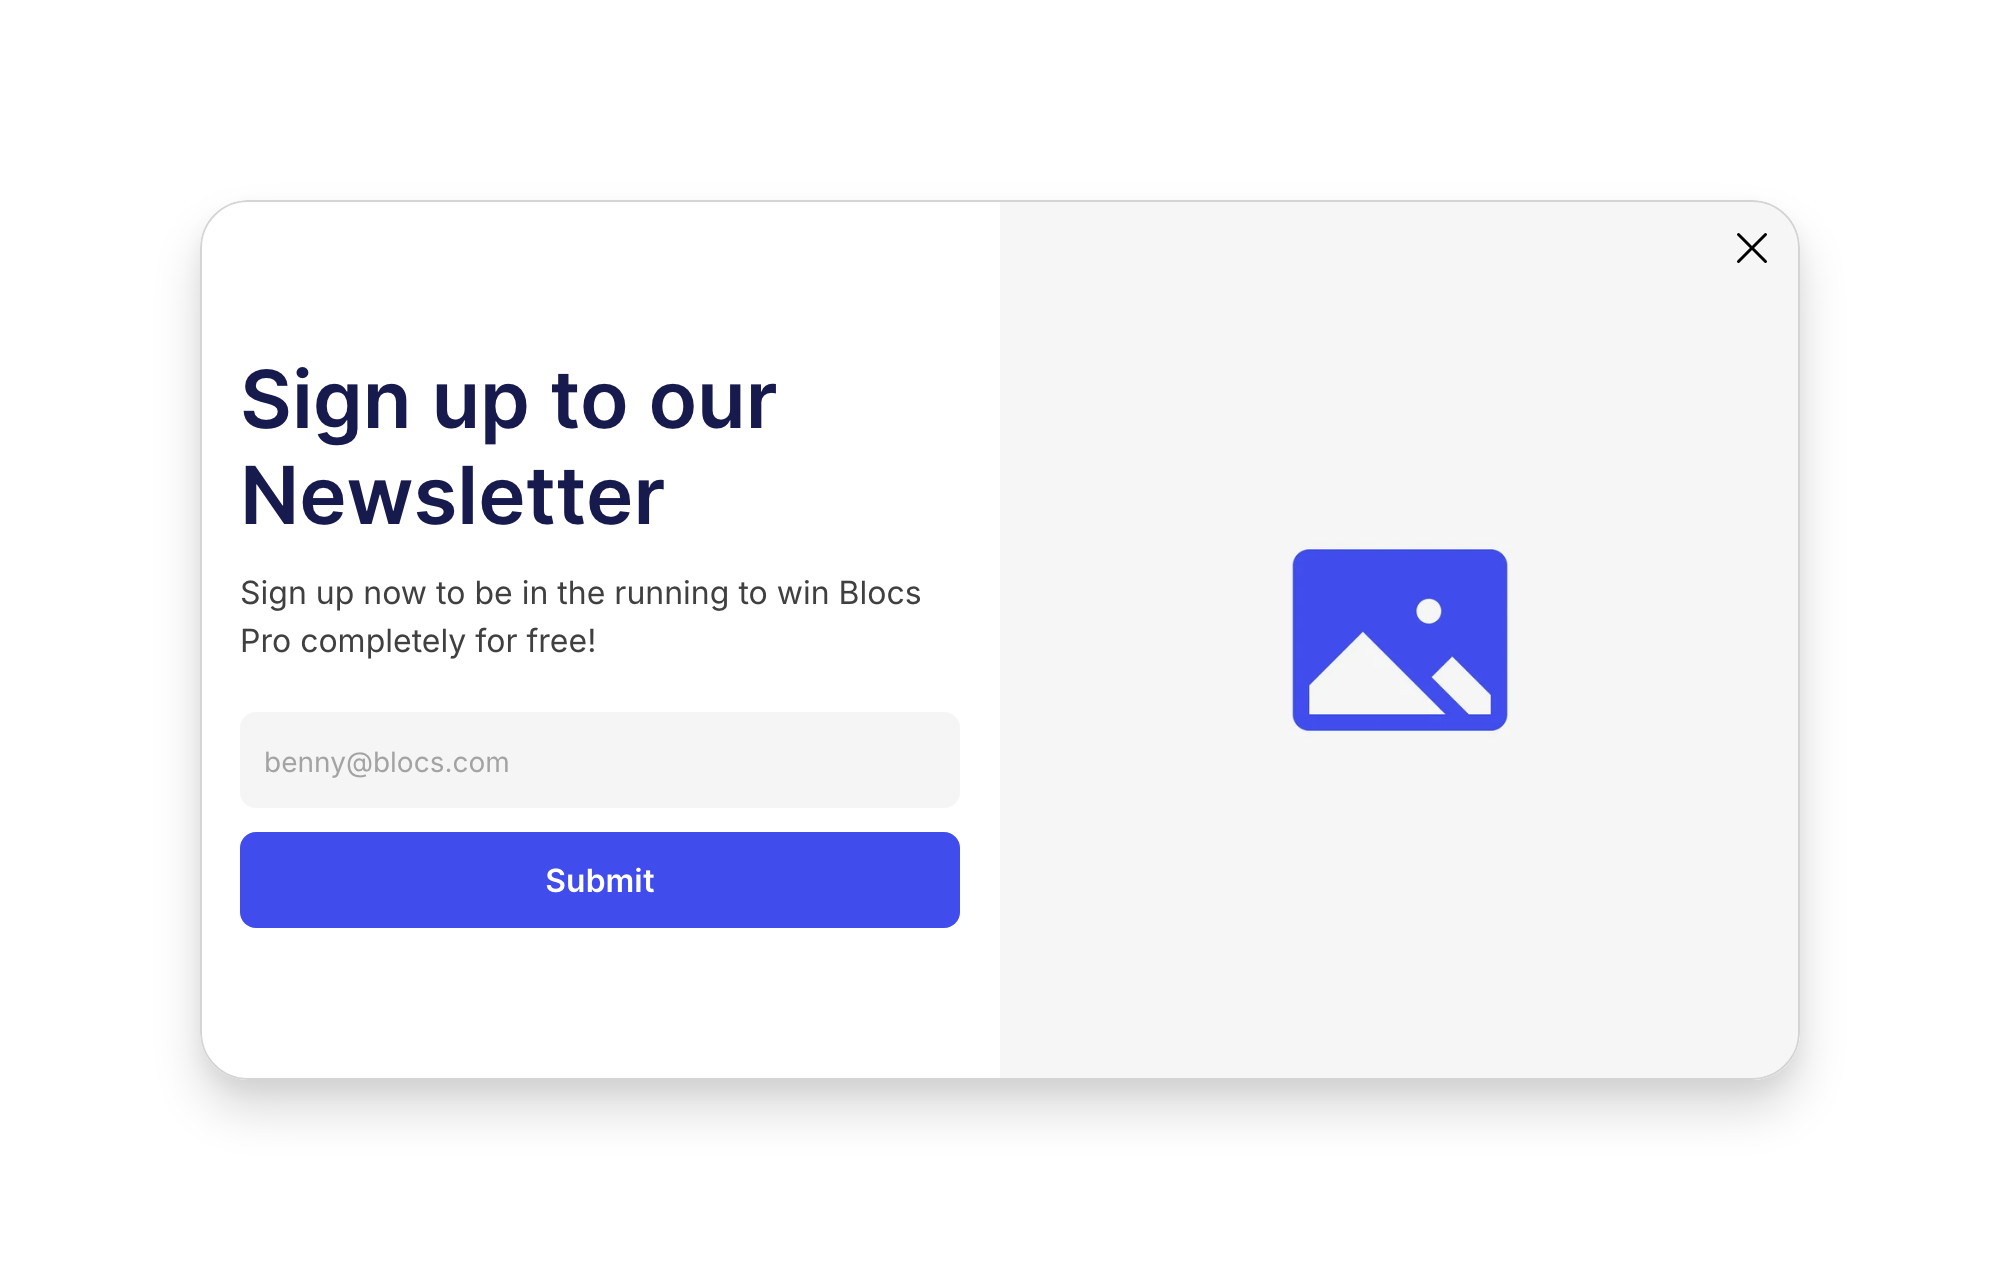 Sign up to our
Newsletter
Sign up now to be in the running to win Blocs
Pro completely for free!
benny@blocs.com
Submit